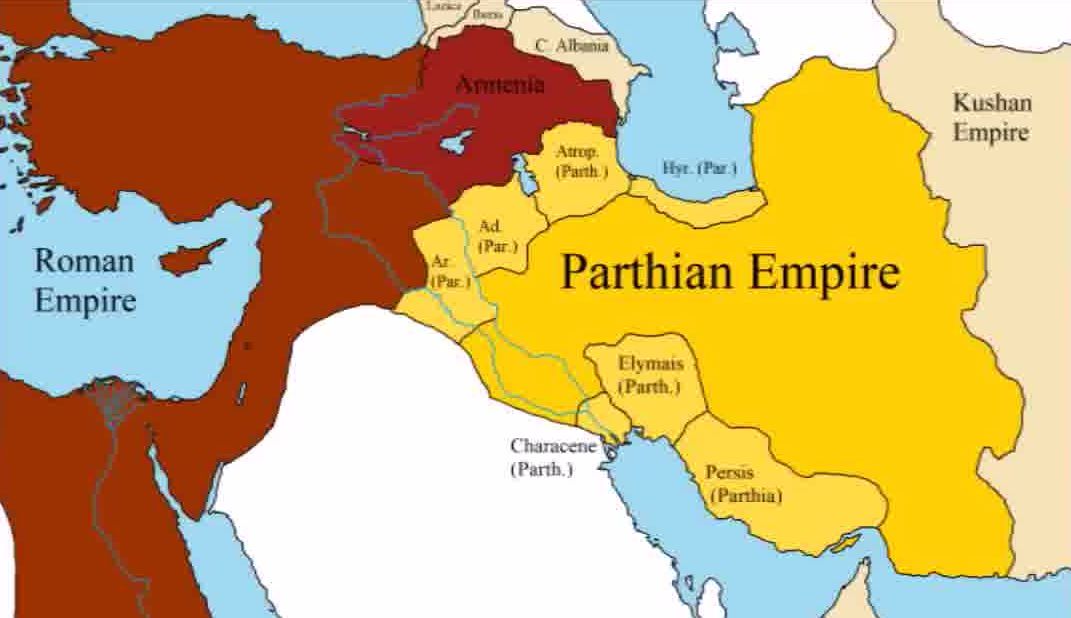 Lazica
Iberia
C. Albania
Armenia
Kushan
Empire
Atrop.
(Parth.)
Hyr. (Par.)
Ad.
(Par.)
Roman
Empire
Ar.
(Par.)
Parthian Empire
Elymais
(Parth.)
Characene
(Parth.)
Persis
(Parthia)